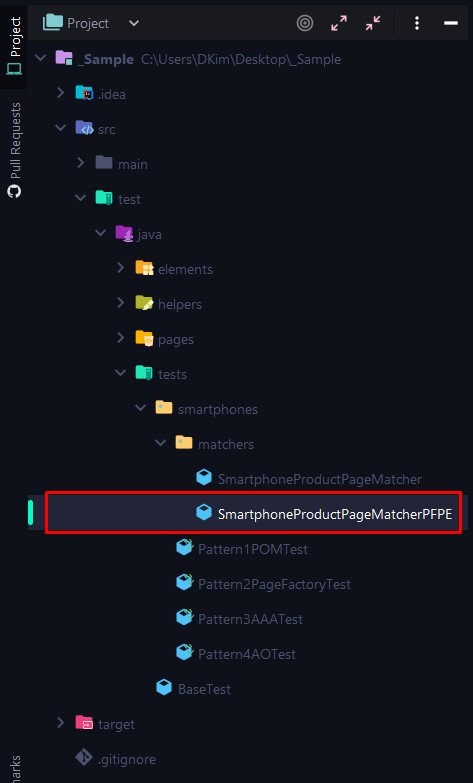 Project
Project
Pull Requests
_Sample C:\Users\DKim\Desktop\_Sample
.idea
src
main
test
java
elements
helpers
pages
tests
smartphones
matchers
SmartphoneProductPageMatcher
SmartphoneProductPageMatcherPFPE
Pattern1POMTest
Pattern2PageFactoryTest
Pattern3AAATest
Pattern4AOTest
BaseTest
target
.gitignore
marks